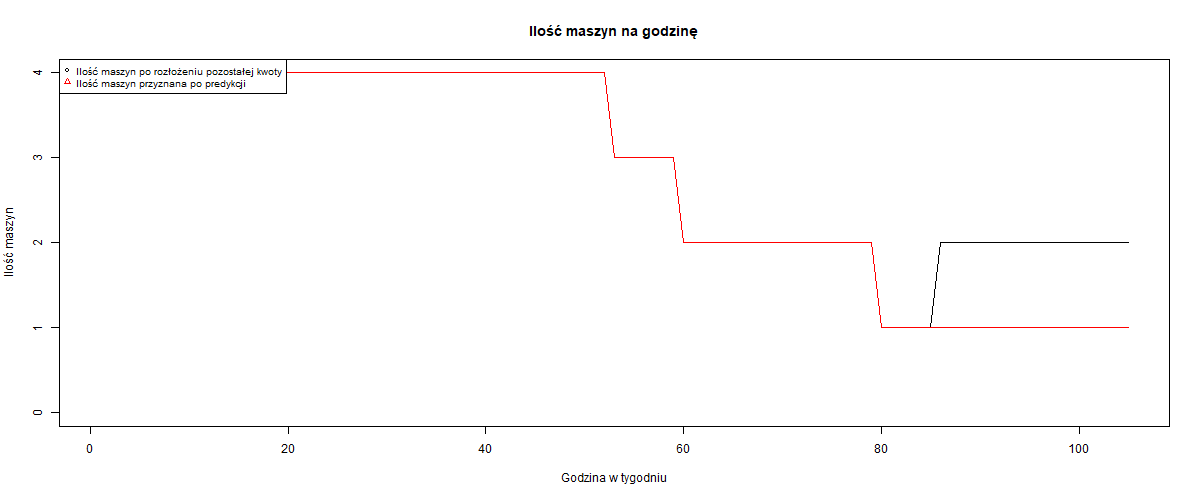 Ilość maszyn na godzinę
Ilość maszyn po rozłożeniu pozostałej kwoty
Ilość maszyn przyznana po predykcji
Ilość maszyn
4
3
2
1
0
0 20 40 60 80 100
Godzina w tygodniu